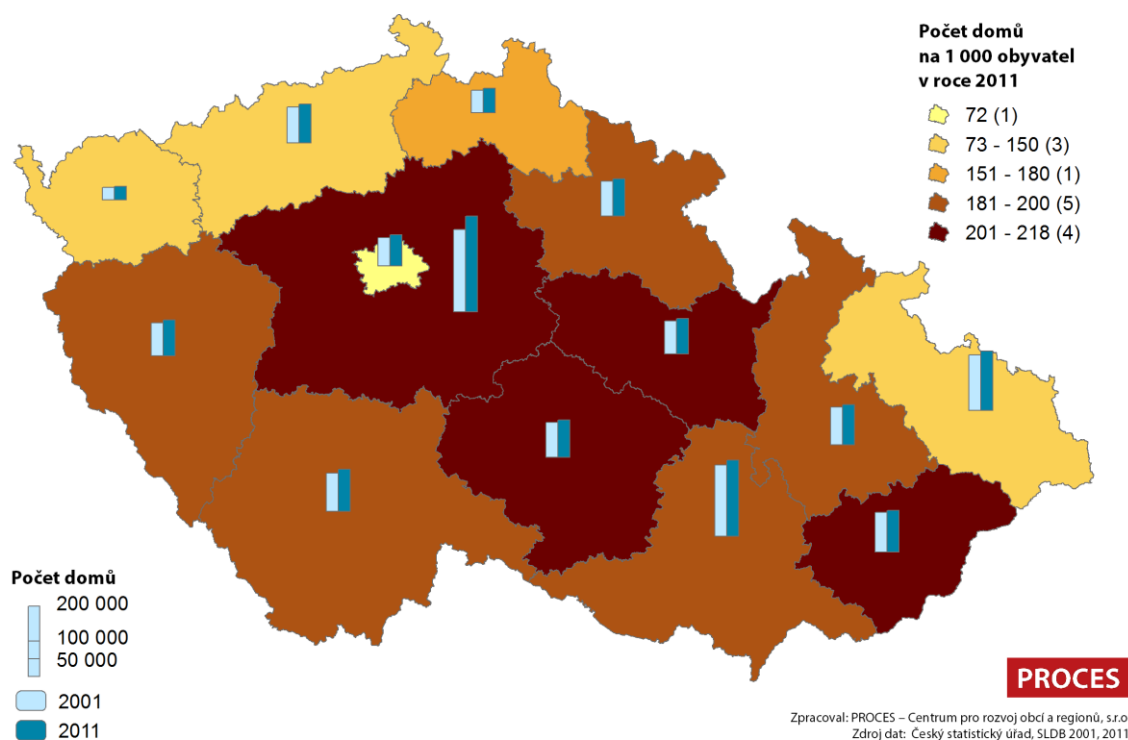 Počet domů
na 1 000 obyvatel
v roce 2011
72 (1)
73 - 150 (3)
151 - 180 (1)
181 - 200 (5)
201 - 218 (4)
Počet domů
200 000
100 000
50 000
2001
2011
PROCES
Zpracoval: PROCES – Centrum pro rozvoj obcí a regionů, s.r.o
Zdroj dat: Český statistický úřad, SLDB 2001, 2011